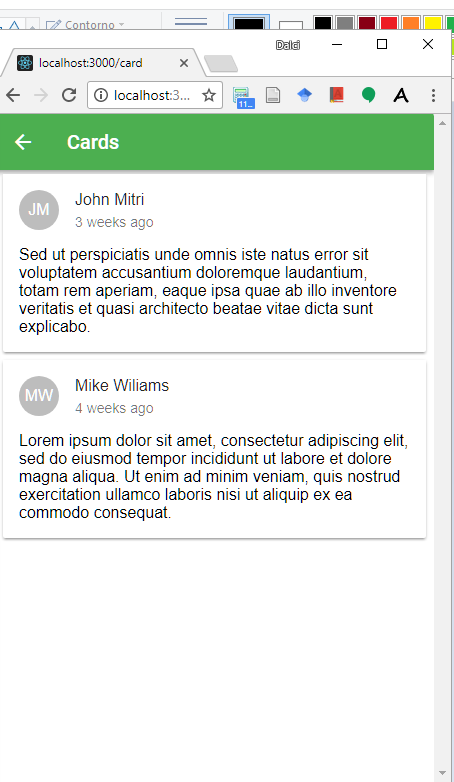 Contorno
Dalci
localhost:3000/card
localhost:3...
11...
Cards
JM
John Mitri
3 weeks ago
Sed ut perspiciatis unde omnis iste natus error sit
voluptatem accusantium doloremque laudantium,
totam rem aperiam, eaque ipsa quae ab illo inventore
veritatis et quasi architecto beatae vitae dicta sunt
explicabo.
MW
Mike Wiliams
4 weeks ago
Lorem ipsum dolor sit amet, consectetur adipiscing elit,
sed do eiusmod tempor incididunt ut labore et dolore
magna aliqua. Ut enim ad minim veniam, quis nostrud
exercitation ullamco laboris nisi ut aliquip ex ea
commodo consequat.